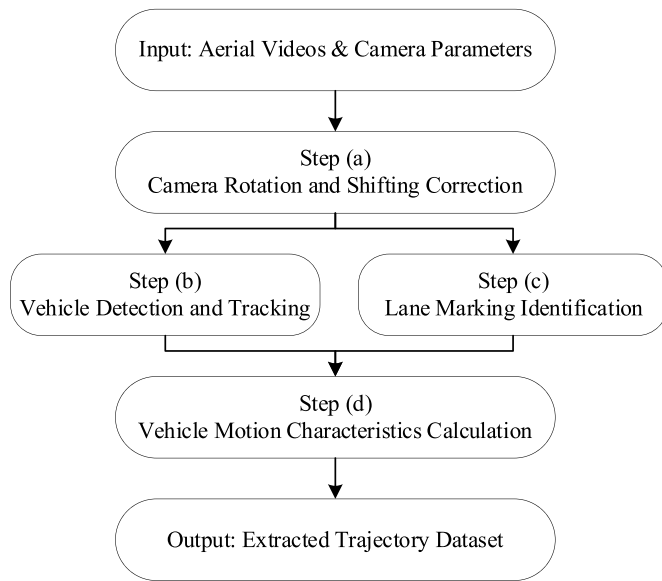 Input: Aerial Videos & Camera Parameters
Step (a)
Camera Rotation and Shifting Correction
Step (b)
Vehicle Detection and Tracking
Step (c)
Lane Marking Identification
Step (d)
Vehicle Motion Characteristics Calculation
Output: Extracted Trajectory Dataset